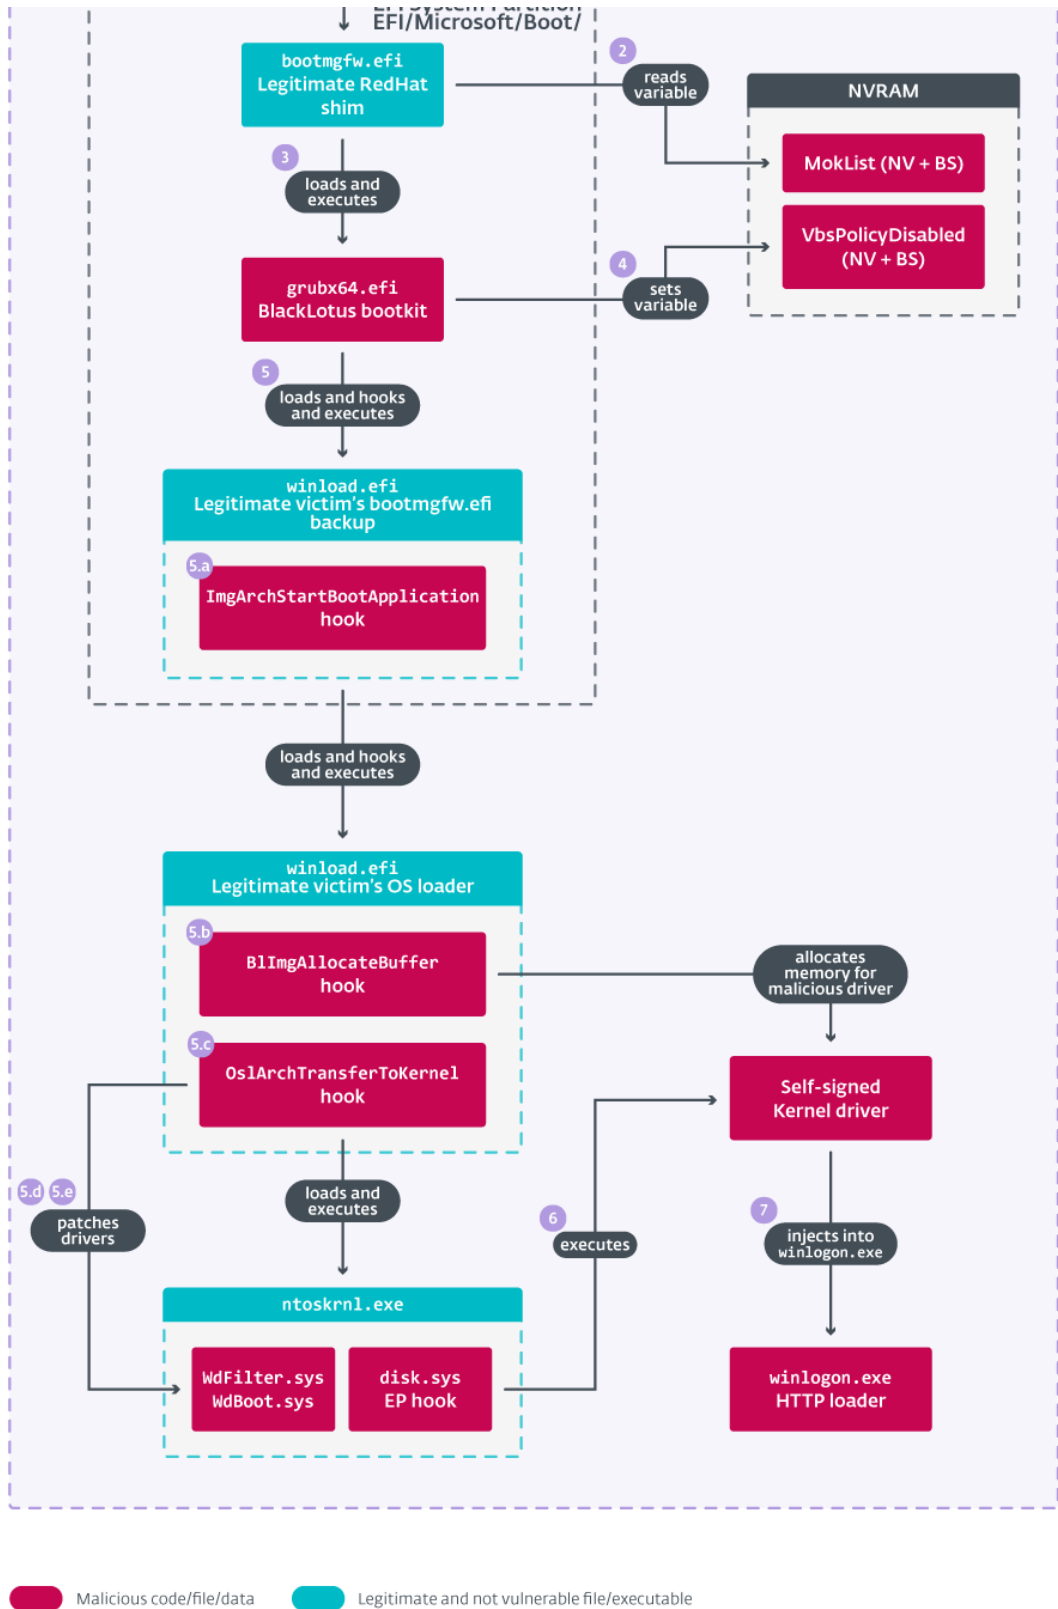 EFI System Partition
EFI/Microsoft/Boot/
bootmgfw.efi
Legitimate RedHat
shim
2
reads
variable
NVRAM
MokList (NV + BS)
3
loads and
executes
VbsPolicyDisabled
(NV + BS)
4
sets
variable
grubx64.efi
BlackLotus bootkit
5
loads and hooks
and executes
winload.efi
Legitimate victim's bootmgfw.efi
backup
5.a
ImgArchStartBootApplication
hook
loads and hooks
and executes
winload.efi
Legitimate victim's OS loader
5.b
BlImgAllocateBuffer
hook
allocates
memory for
malicious driver
5.c
OslArchTransferToKernel
hook
Self-signed
Kernel driver
5.d 5.e
patches
drivers
loads and
executes
6
executes
7
injects into
winlogon.exe
ntoskrnl.exe
WdFilter.sys
WdBoot.sys
disk.sys
EP hook
winlogon.exe
HTTP loader
Malicious code/file/data
Legitimate and not vulnerable file/executable